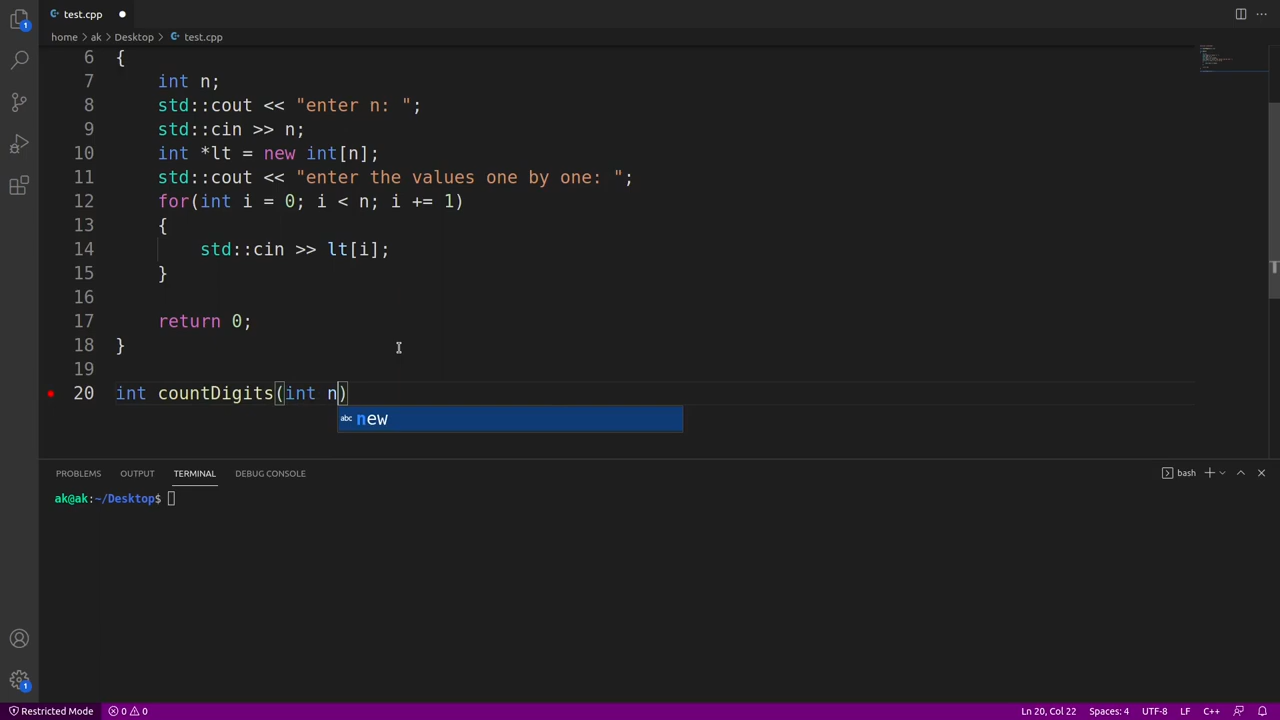 test.cpp
home > ak > Desktop > test.cpp
6 {
7 int n;
8 std::cout << "enter n: ";
9 std::cin >> n;
10 int *lt = new int[n];
11 std::cout << "enter the values one by one: ";
12 for(int i = 0; i < n; i += 1)
13 {
14 std::cin >> lt[i];
15 }
16
17 return 0;
18 }
19
20 int countDigits(int n)
abc new
PROBLEMS OUTPUT TERMINAL DEBUG CONSOLE bash
ak@ak:~/Desktop$
1
1
Restricted Mode 0 0 Ln 20, Col 22 Spaces: 4 UTF-8 LF C++